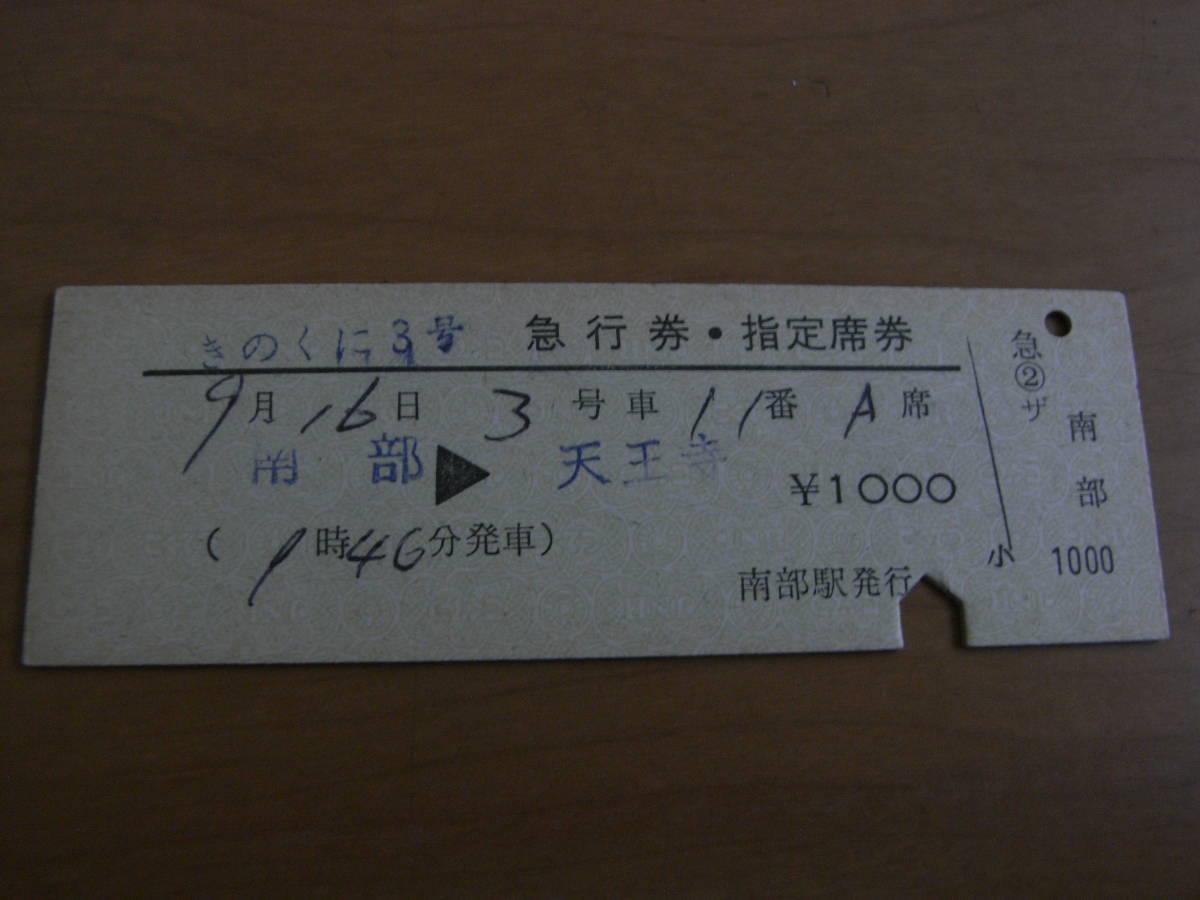 きのくに3号 急行券・指定席券
9月16日 3号車11番A席
南部▶天王寺 ¥1000
(9時46分発車)
南部駅発行
小
急②ザ
南部
1000